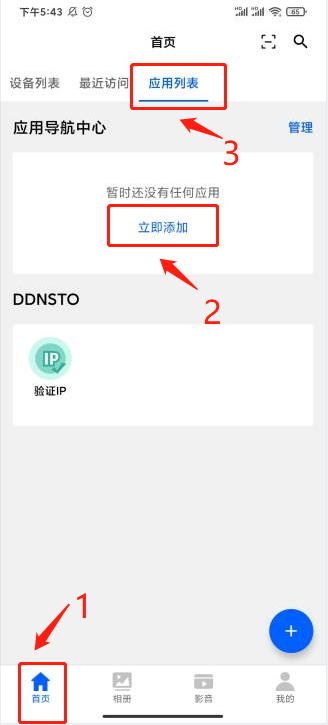 下午5:43
HD HD 65
首页
设备列表 最近访问 应用列表
3
应用导航中心 管理
暂时还没有任何应用
立即添加
2
DDNSTO
IP
验证IP
1
+
首页 相册 影音 我的